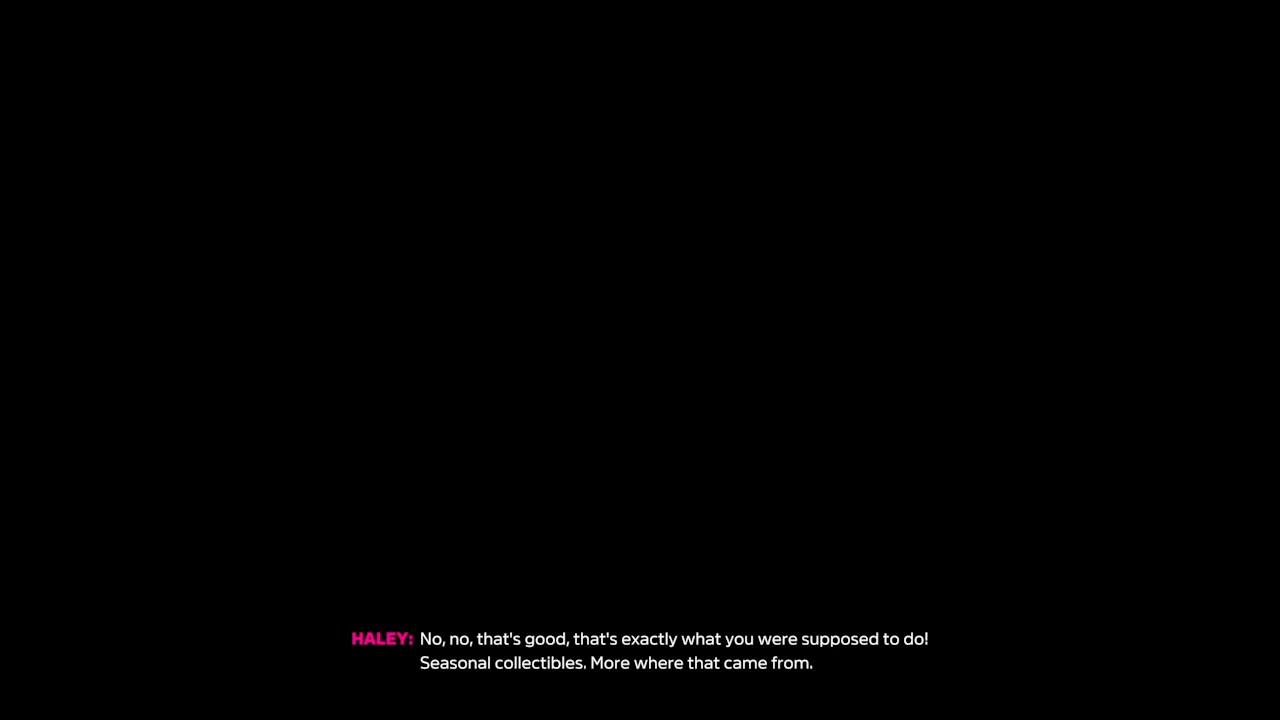 HALEY: No, no, that's good, that's exactly what you were supposed to do!
Seasonal collectibles. More where that came from.